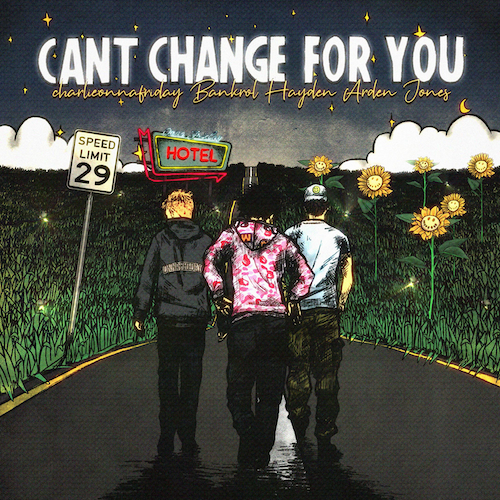 CANT CHANGE FOR YOU
charlieonnafriday Bankrol Hayden Arden Jones
SPEED
LIMIT
29
HOTEL